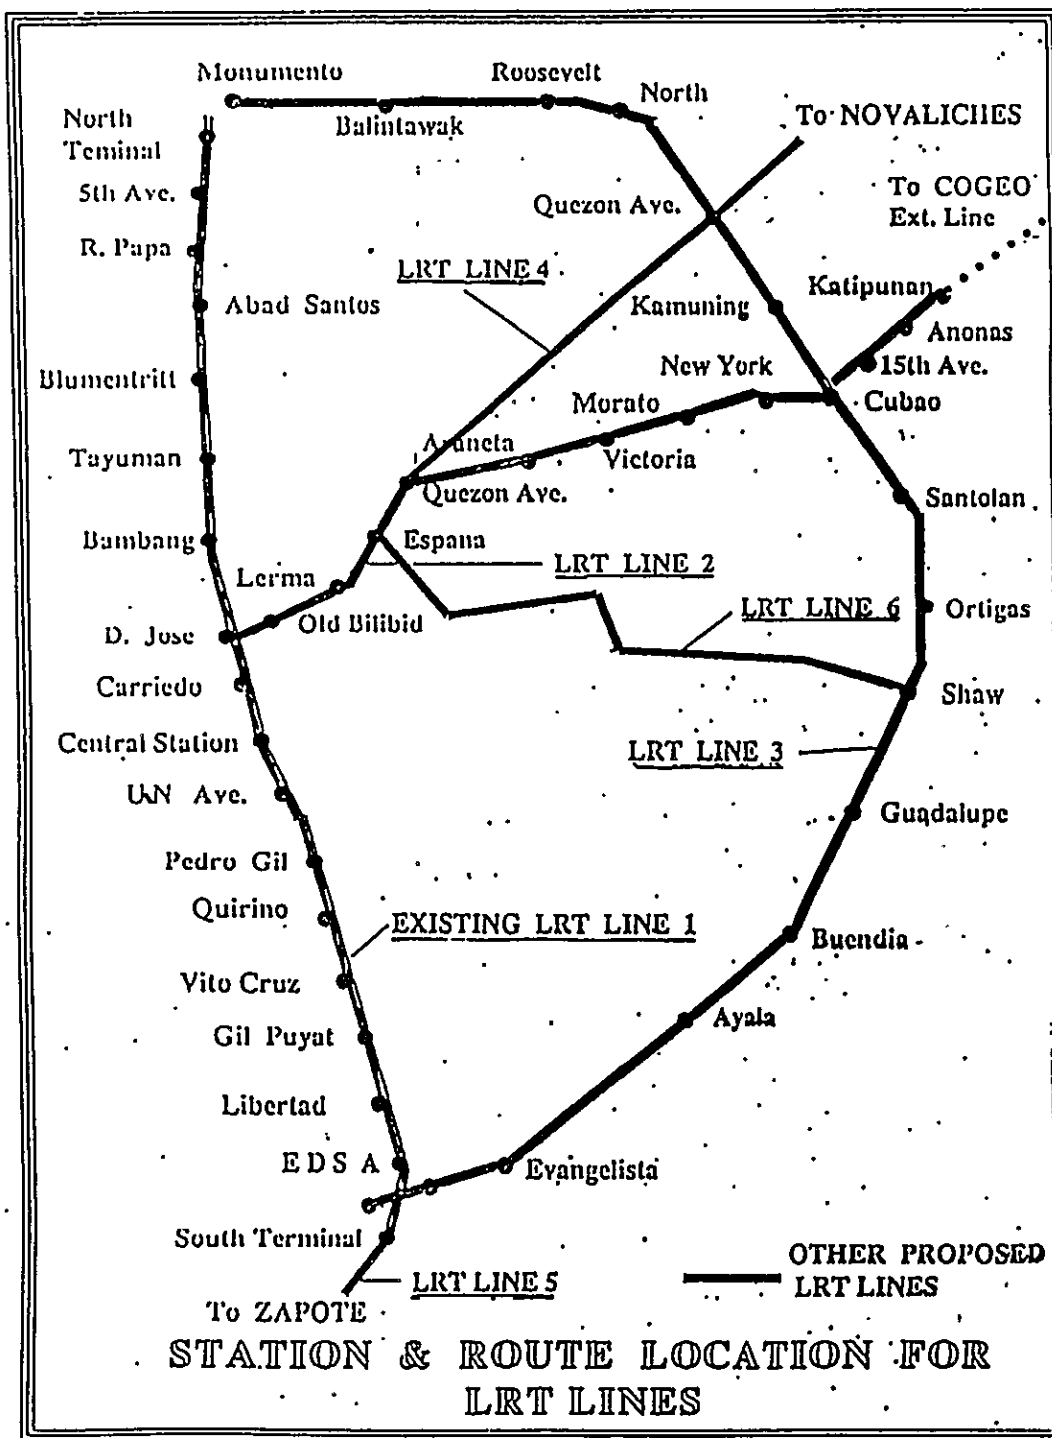 Monumento
Roosevelt
North
Balintawak
To NOVALICHES
North
Teminal
To COGEO
Ext. Line
5th Ave.
Quezon Ave.
R. Papa
LRT LINE 4
Katipunan
Abad Santos
Kamuning
Anonas
15th Ave.
New York
Blumentritt
Morato
Cubao
Araneta
Tayuman
Victoria
Quezon Ave.
Santolan
Bambang
Espana
LRT LINE 2
Lerma
LRT LINE 6
Ortigas
Old Bilibid
D. Jose
Carriedo
Shaw
Central Station
LRT LINE 3
U.N Ave.
Guadalupe
Pedro Gil
Quirino
EXISTING LRT LINE 1
Buendia
Vito Cruz
Ayala
Gil Puyat
Libertad
EDSA
Evangelista
South Terminal
OTHER PROPOSED
LRT LINES
LRT LINE 5
To ZAPOTE
STATION & ROUTE LOCATION FOR
LRT LINES